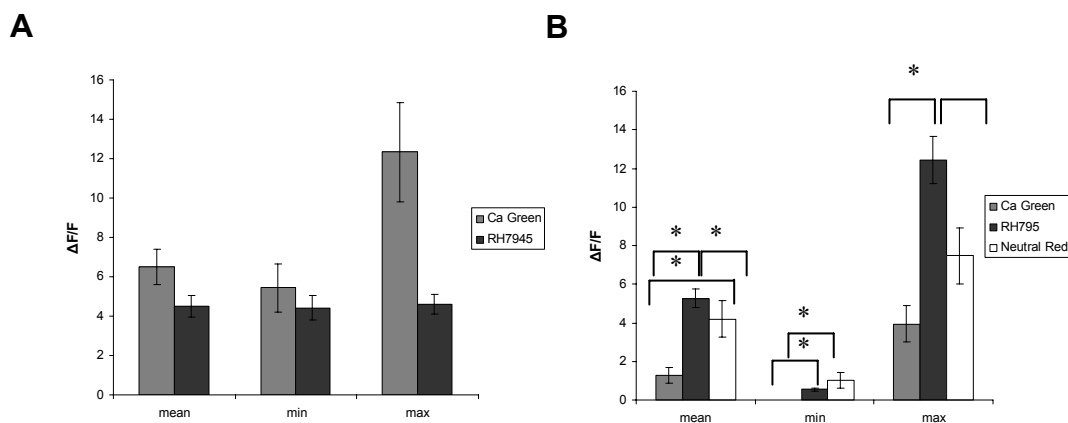 A
16
14
12
10
8
6
4
2
0
ΔF/F
mean min max
Ca Green
RH7945
B
16
14
12
10
8
6
4
2
0
ΔF/F
* * *
* *
*
mean min max
Ca Green
RH795
Neutral Red